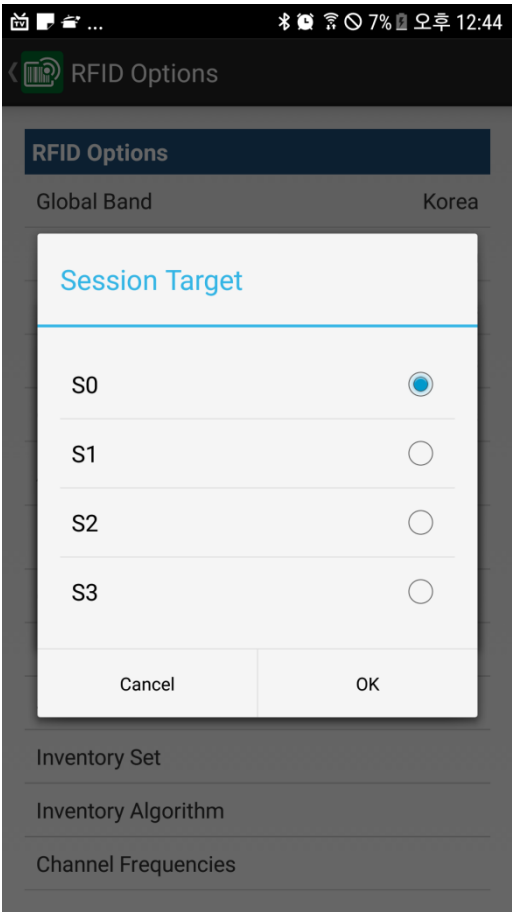 ... 7% 오후 12:44
RFID Options
RFID Options
Global Band Korea
Session Target
S0
S1
S2
S3
Cancel OK
Inventory Set
Inventory Algorithm
Channel Frequencies